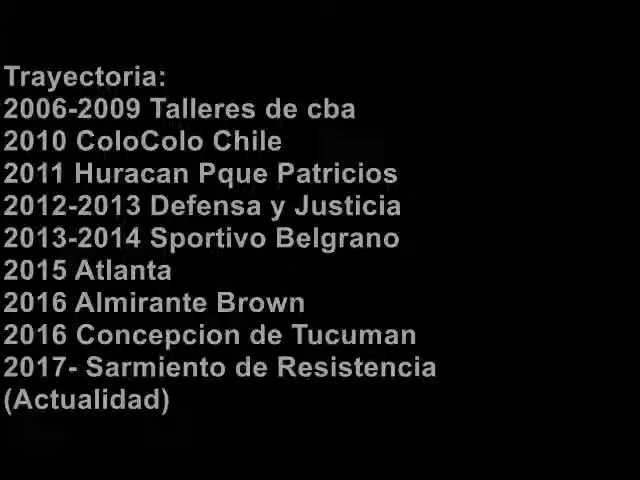 Trayectoria:
2006-2009 Talleres de cba
2010 ColoColo Chile
2011 Huracan Pque Patricios
2012-2013 Defensa y Justicia
2013-2014 Sportivo Belgrano
2015 Atlanta
2016 Almirante Brown
2016 Concepcion de Tucuman
2017- Sarmiento de Resistencia
(Actualidad)